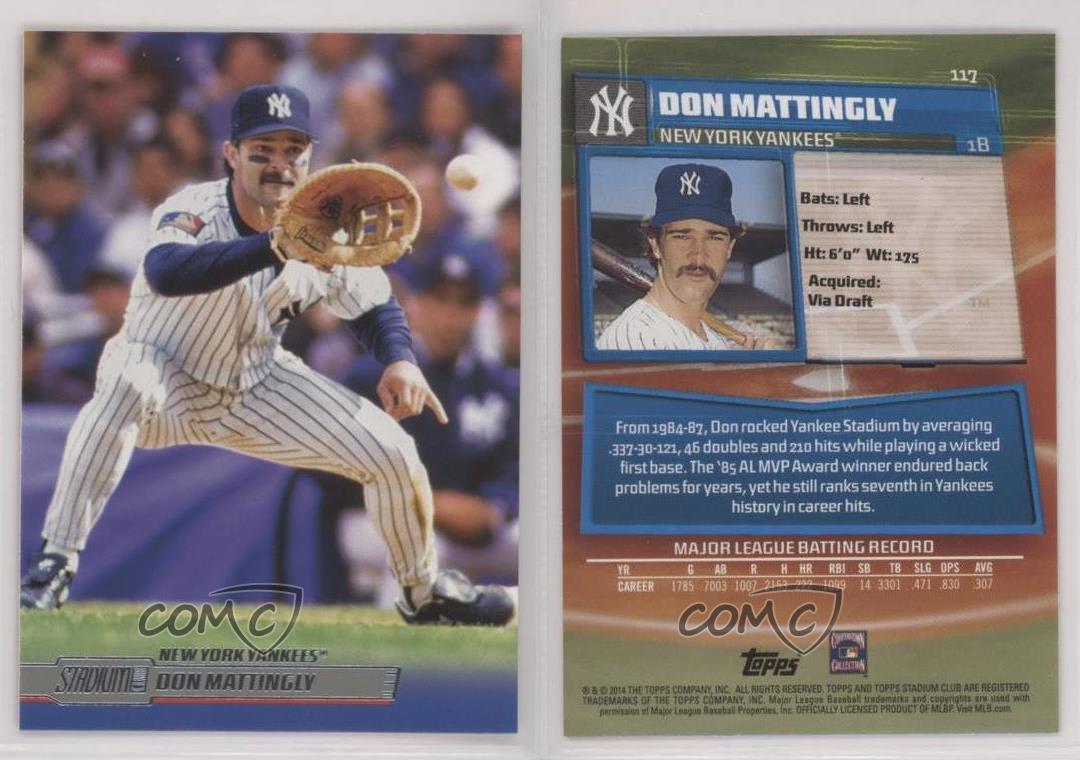 NY
COMC
NEW YORK YANKEES®
STADIUM
DON MATTINGLY
117
NY
DON MATTINGLY
NEW YORK YANKEES®
1B
NY
Bats: Left
Throws: Left
Ht: 6'0" Wt: 175
Acquired:
Via Draft
TM
From 1984-87, Don rocked Yankee Stadium by averaging
.337-30-121, 46 doubles and 210 hits while playing a wicked
first base. The '85 AL MVP Award winner endured back
problems for years, yet he still ranks seventh in Yankees
history in career hits.
MAJOR LEAGUE BATTING RECORD
YR G AB R H HR RBI SB TB SLG OPS AVG
CAREER 1785 7003 1007 2153 222 1099 14 3301 .471 .830 .307
COMC
Topps
COOPERSTOWN
COLLECTION
® & © 2014 THE TOPPS COMPANY, INC. ALL RIGHTS RESERVED. TOPPS AND TOPPS STADIUM CLUB ARE REGISTERED
TRADEMARKS OF THE TOPPS COMPANY, INC. Major League Baseball trademarks and copyrights are used with
permission of Major League Baseball Properties, Inc. OFFICIALLY LICENSED PRODUCT OF MLBP. Visit MLB.com.